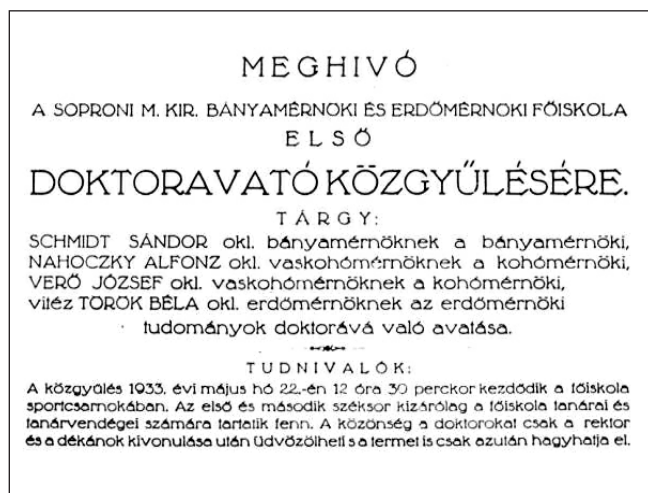 MEGHIVÓ
A SOPRONI M. KIR. BÁNYAMÉRNÖKI ÉS ERDŐMÉRNÖKI FŐISKOLA
ELSŐ
DOKTORAVATÓ KÖZGYŰLÉSÉRE.
TÁRGY:
SCHMIDT SÁNDOR okl. bányamérnöknek a bányamérnöki,
NAHOCZKY ALFONZ okl. vaskohómérnöknek a kohómérnöki,
VERŐ JÓZSEF okl. vaskohómérnöknek a kohómérnöki,
vitéz TÖRÖK BÉLA okl. erdőmérnöknek az erdőmérnöki
tudományok doktorává való avatása.
TUDNIVALÓK:
A közgyűlés 1933. évi május hó 22.-én 12 óra 30 perckor kezdődik a főiskola
sportcsarnokában. Az első és második széksor kizárólag a főiskola tanárai és
tanárvendégei számára tartatik fenn. A közönség a doktorokat csak a rektor
és a dékánok kivonulása után üdvözölheti s a termet is csak azután hagyhatja el.